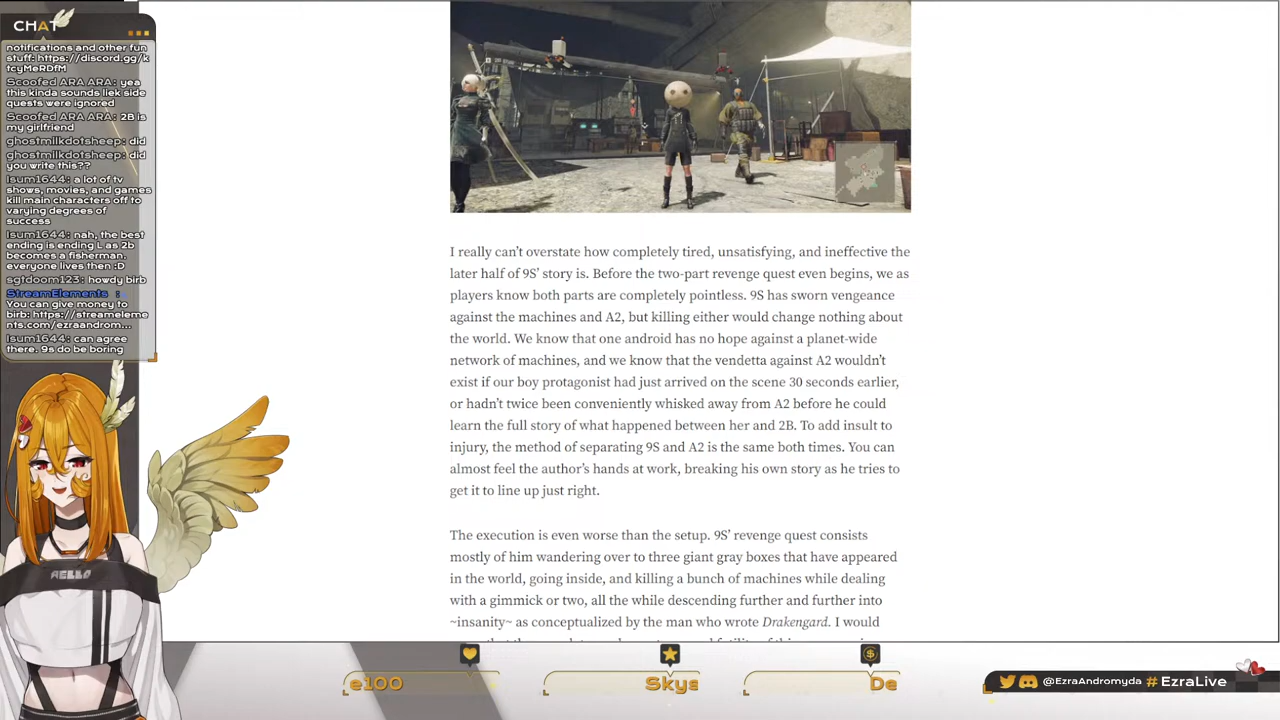 CHAT
notifications and other fun
stuff: https://discord.gg/k
tcyMeRDfM
Scoofed ARA ARA: yea
this kinda sounds liek side
quests were ignored
Scoofed ARA ARA: 2B is
my girlfriend
ghostmilkdotsheep: did
ghostmilkdotsheep: did
you write this??
Isum1644: a lot of tv
shows, movies, and games
kill main characters off to
varying degrees of
success
Isum1644: nah, the best
ending is ending L as 2b
becomes a fisherman.
everyone lives then :D
sgtdoom123: howdy birb
StreamElements :
You can give money to
birb: https://streameleme
nts.com/ezraandrom...
Isum1644: can agree
there. 9s do be boring
HELLO
I really can't overstate how completely tired, unsatisfying, and ineffective the
later half of 9S' story is. Before the two-part revenge quest even begins, we as
players know both parts are completely pointless. 9S has sworn vengeance
against the machines and A2, but killing either would change nothing about
the world. We know that one android has no hope against a planet-wide
network of machines, and we know that the vendetta against A2 wouldn't
exist if our boy protagonist had just arrived on the scene 30 seconds earlier,
or hadn't twice been conveniently whisked away from A2 before he could
learn the full story of what happened between her and 2B. To add insult to
injury, the method of separating 9S and A2 is the same both times. You can
almost feel the author's hands at work, breaking his own story as he tries to
get it to line up just right.
The execution is even worse than the setup. 9S' revenge quest consists
mostly of him wandering over to three giant gray boxes that have appeared
in the world, going inside, and killing a bunch of machines while dealing
with a gimmick or two, all the while descending further and further into
~insanity~ as conceptualized by the man who wrote Drakengard. I would
e100
Skys
De
@EzraAndromyda # EzraLive